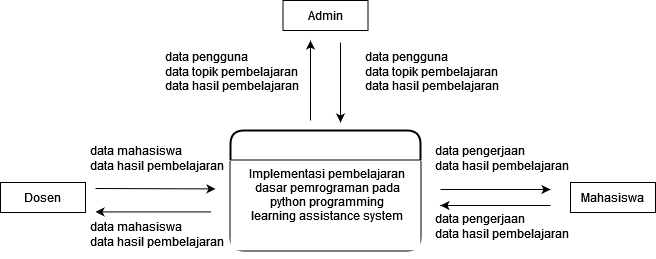 Admin
data pengguna
data topik pembelajaran
data hasil pembelajaran
data pengguna
data topik pembelajaran
data hasil pembelajaran
data mahasiswa
data hasil pembelajaran
data pengerjaan
data hasil pembelajaran
Implementasi pembelajaran
dasar pemrograman pada
python programming
learning assistance system
Dosen
Mahasiswa
data mahasiswa
data hasil pembelajaran
data pengerjaan
data hasil pembelajaran